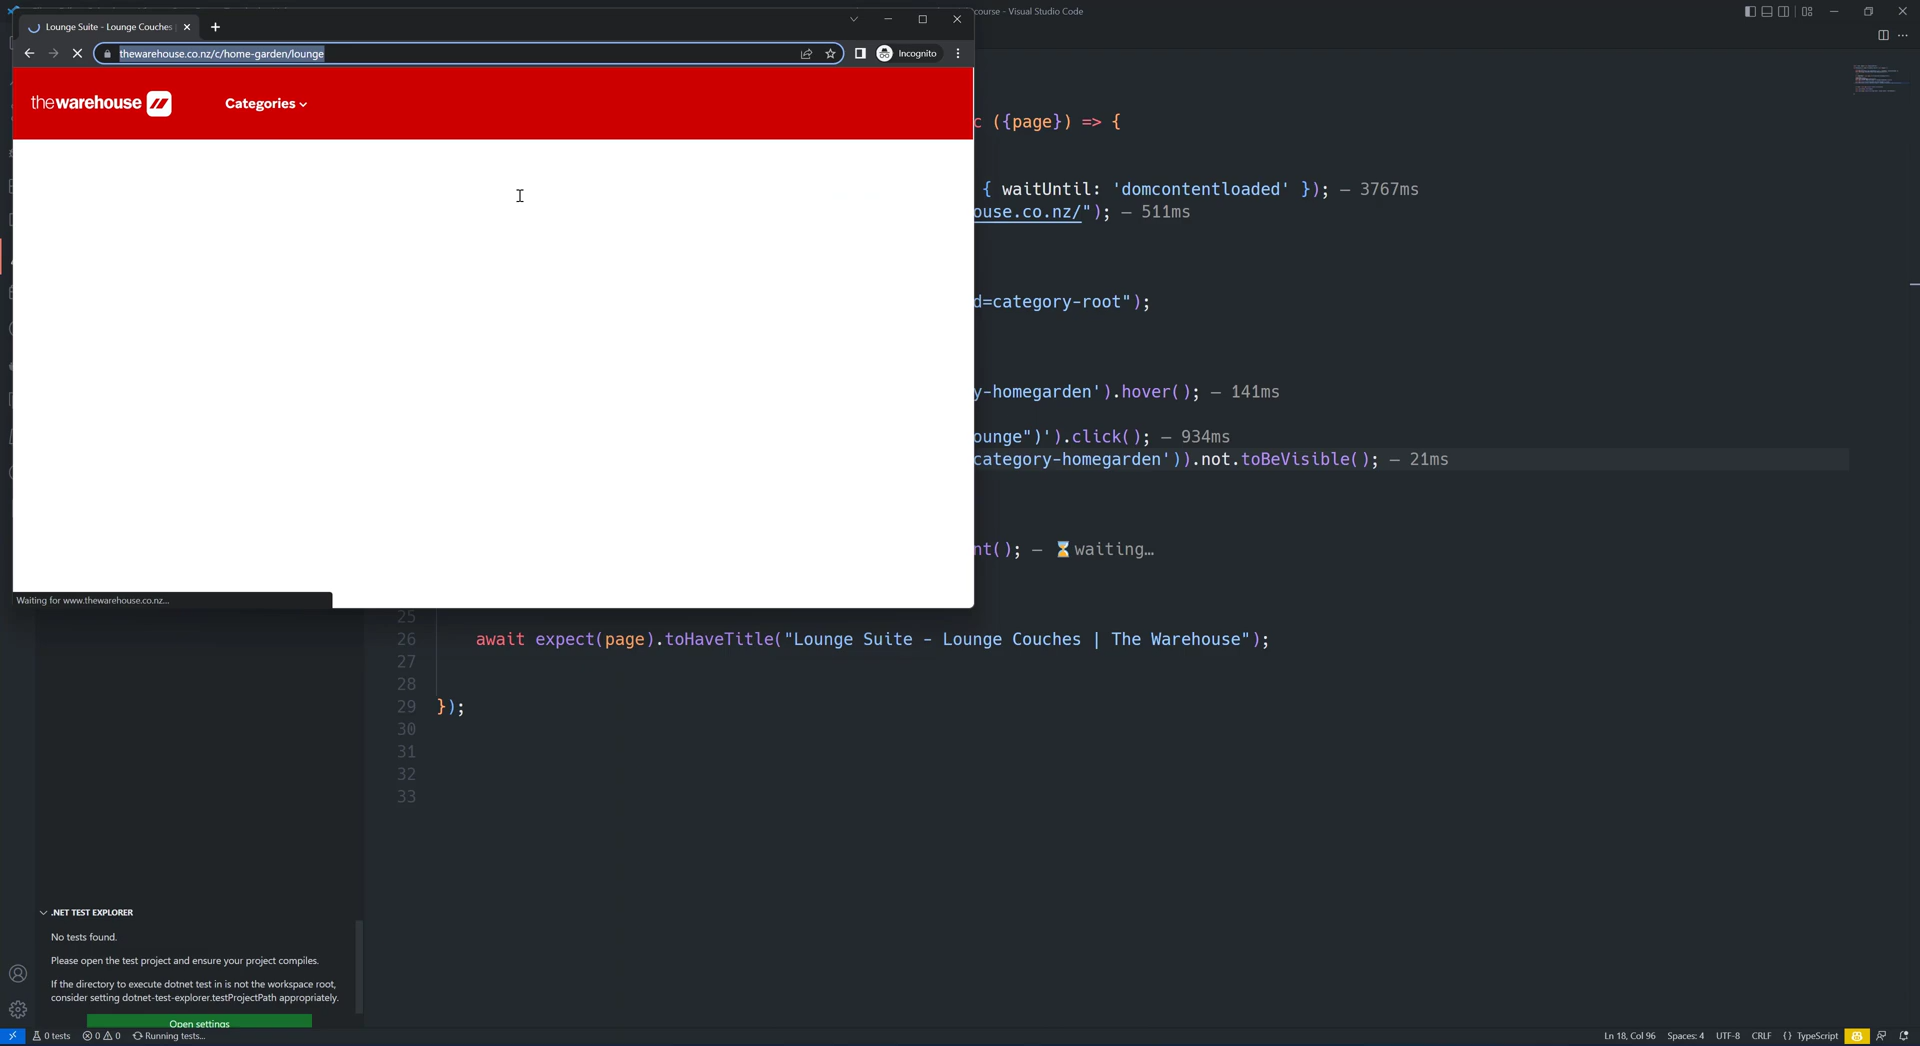 Lounge Suite - Lounge Couches |
course - Visual Studio Code
thewarehouse.co.nz/c/home-garden/lounge
Incognito
thewarehouse
Categories
c ({page}) => {
{ waitUntil: 'domcontentloaded' }); — 3767ms
ouse.co.nz/"); — 511ms
d=category-root");
y-homegarden').hover(); — 141ms
ounge")').click(); — 934ms
category-homegarden')).not.toBeVisible(); — 21ms
nt(); — ⌛waiting…
Waiting for www.thewarehouse.co.nz...
25
26 await expect(page).toHaveTitle("Lounge Suite - Lounge Couches | The Warehouse");
27
28
29 });
30
31
32
33
.NET TEST EXPLORER
No tests found.
Please open the test project and ensure your project compiles.
If the directory to execute dotnet test in is not the workspace root,
consider setting dotnet-test-explorer.testProjectPath appropriately.
Open settings
0 tests 0 0 Running tests... Ln 18, Col 96 Spaces: 4 UTF-8 CRLF {} TypeScript